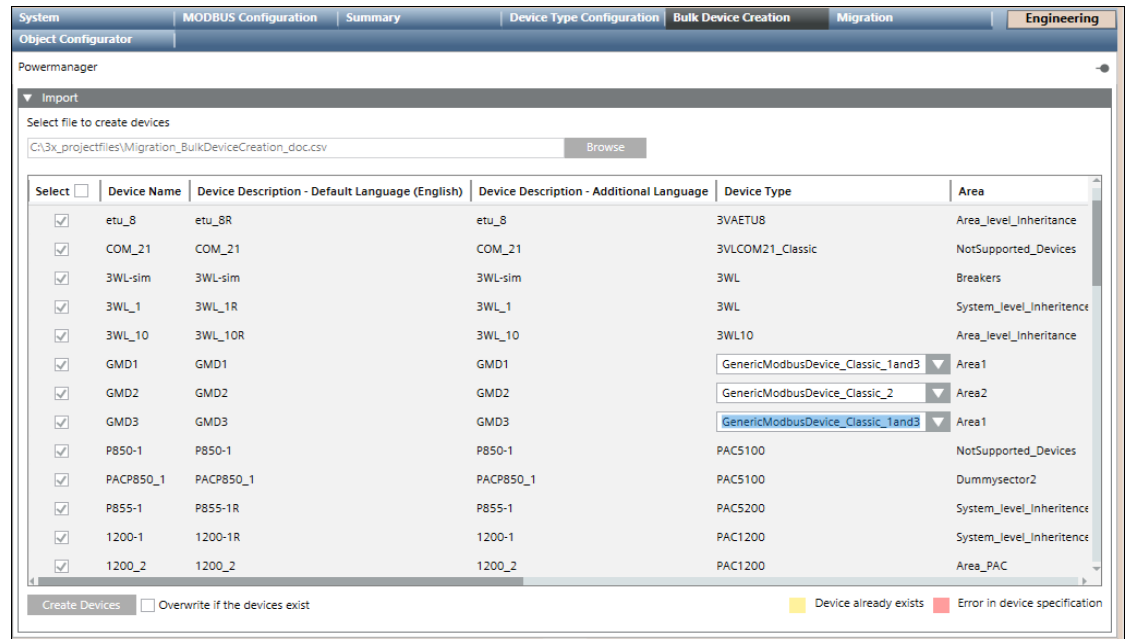 System MODBUS Configuration Summary Device Type Configuration Bulk Device Creation Migration Engineering
Object Configurator
Powermanager
Import
Select file to create devices
C:\3x_projectfiles\Migration_BulkDeviceCreation_doc.csv Browse
Select Device Name Device Description - Default Language (English) Device Description - Additional Language Device Type Area
etu_8 etu_8R etu_8 3VAETU8 Area_level_Inheritance
COM_21 COM_21 COM_21 3VLCOM21_Classic NotSupported_Devices
3WL-sim 3WL-sim 3WL-sim 3WL Breakers
3WL_1 3WL_1R 3WL_1 3WL System_level_Inheritence
3WL_10 3WL_10R 3WL_10 3WL10 Area_level_Inheritance
GMD1 GMD1 GMD1 GenericModbusDevice_Classic_1and3 Area1
GMD2 GMD2 GMD2 GenericModbusDevice_Classic_2 Area2
GMD3 GMD3 GMD3 GenericModbusDevice_Classic_1and3 Area1
P850-1 P850-1 P850-1 PAC5100 NotSupported_Devices
PACP850_1 PACP850_1 PACP850_1 PAC5100 Dummysector2
P855-1 P855-1R P855-1 PAC5200 System_level_Inheritence
1200-1 1200-1R 1200-1 PAC1200 System_level_Inheritence
1200_2 1200_2 1200_2 PAC1200 Area_PAC
Create Devices Overwrite if the devices exist Device already exists Error in device specification